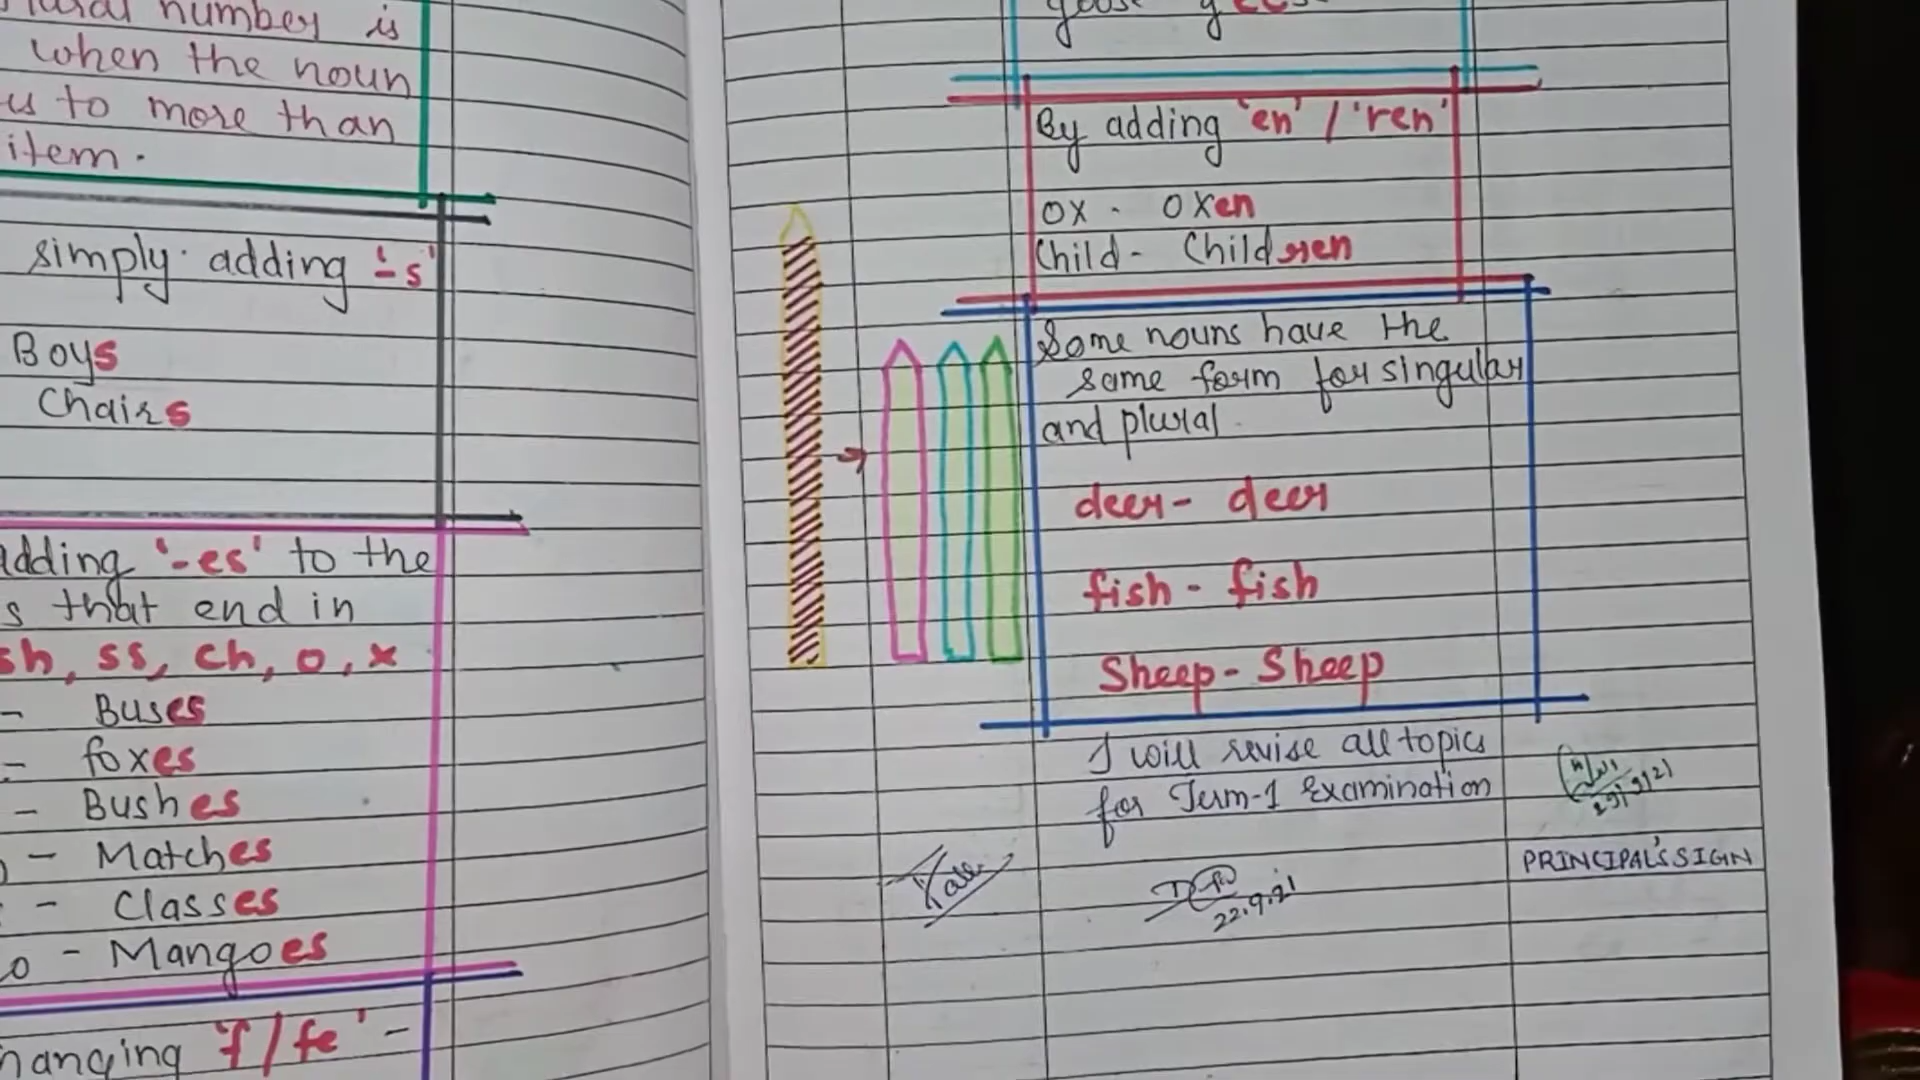 number is
when the noun
to more than
item.
simply adding '-s'
Boys
Chairs
adding '-es' to the
s that end in
sh, ss, ch, o, x
- Buses
- foxes
- Bushes
- Matches
- Classes
o - Mangoes
'f/fe' -
By adding 'en' / 'ren'
ox - oxen
Child - Children
Some nouns have the
same form for singular
and plural.
deer - deer
fish - fish
Sheep - Sheep
I will revise all topics
for Term-1 Examination
22.9.21
PRINCIPAL'S SIGN